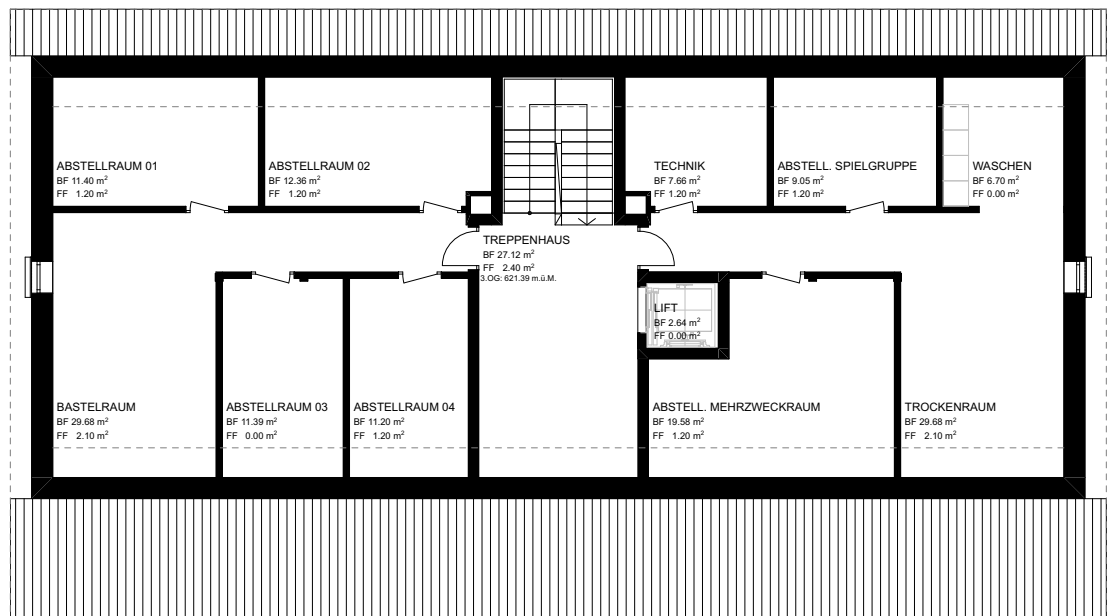 ABSTELLRAUM 01
BF 11.40 m²
FF 1.20 m²
ABSTELLRAUM 02
BF 12.36 m²
FF 1.20 m²
TECHNIK
BF 7.66 m²
FF 1.20 m²
ABSTELL. SPIELGRUPPE
BF 9.05 m²
FF 1.20 m²
WASCHEN
BF 6.70 m²
FF 0.00 m²
TREPPENHAUS
BF 27.12 m²
FF 2.40 m²
3.OG: 621.39 m.ü.M.
LIFT
BF 2.64 m²
FF 0.00 m²
BASTELRAUM
BF 29.68 m²
FF 2.10 m²
ABSTELLRAUM 03
BF 11.39 m²
FF 0.00 m²
ABSTELLRAUM 04
BF 11.20 m²
FF 1.20 m²
ABSTELL. MEHRZWECKRAUM
BF 19.58 m²
FF 1.20 m²
TROCKENRAUM
BF 29.68 m²
FF 2.10 m²